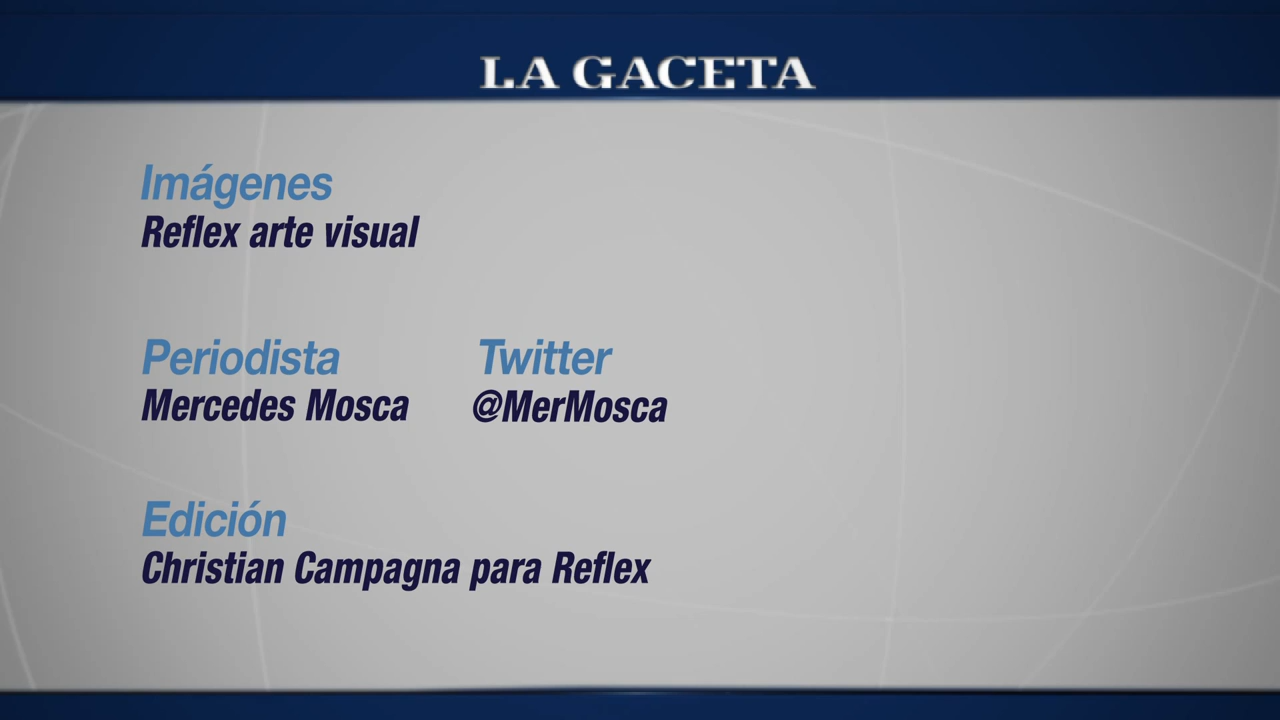 LA GACETA
Imágenes
Reflex arte visual
Periodista
Mercedes Mosca
Twitter
@MerMosca
Edición
Christian Campagna para Reflex